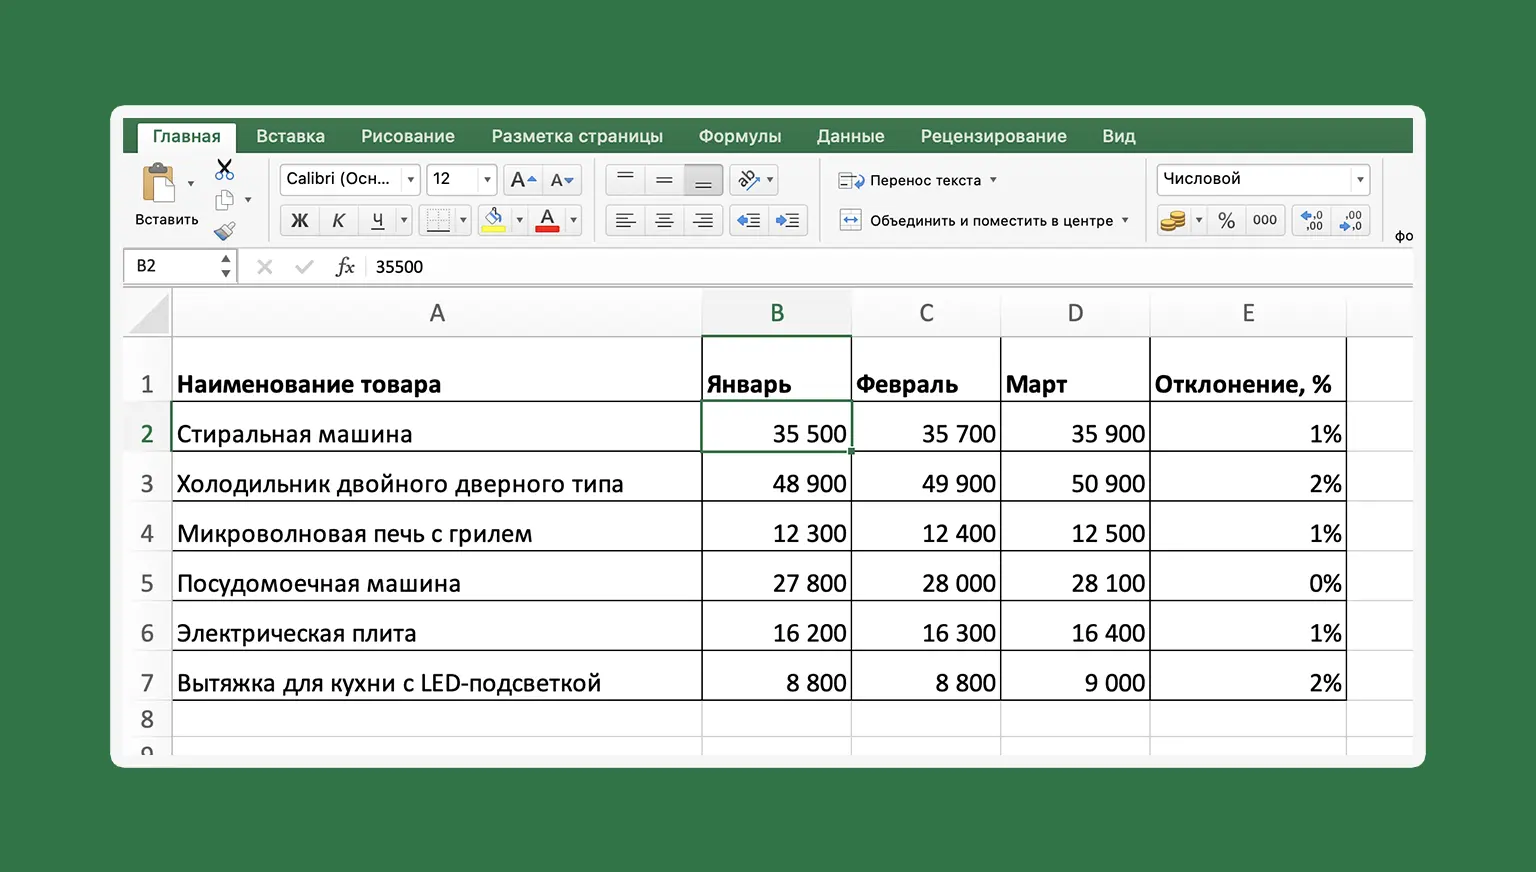 Главная Вставка Рисование Разметка страницы Формулы Данные Рецензирование Вид
Вставить
Calibri (Осн... 12 A A ab Перенос текста Числовой
Ж К Ч A Объединить и поместить в центре % 000 ,0 ,00 ,00 ,0
фо
B2 fx 35500
A B C D E
1 Наименование товара Январь Февраль Март Отклонение, %
2 Стиральная машина 35 500 35 700 35 900 1%
3 Холодильник двойного дверного типа 48 900 49 900 50 900 2%
4 Микроволновая печь с грилем 12 300 12 400 12 500 1%
5 Посудомоечная машина 27 800 28 000 28 100 0%
6 Электрическая плита 16 200 16 300 16 400 1%
7 Вытяжка для кухни с LED-подсветкой 8 800 8 800 9 000 2%
8
9